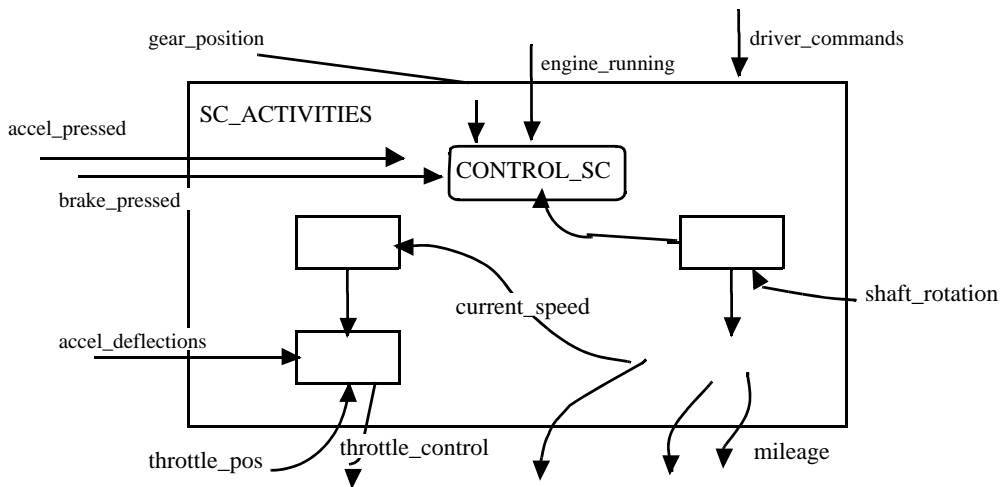 gear_position
driver_commands
engine_running
SC_ACTIVITIES
accel_pressed
CONTROL_SC
brake_pressed
shaft_rotation
current_speed
accel_deflections
throttle_control
mileage
throttle_pos